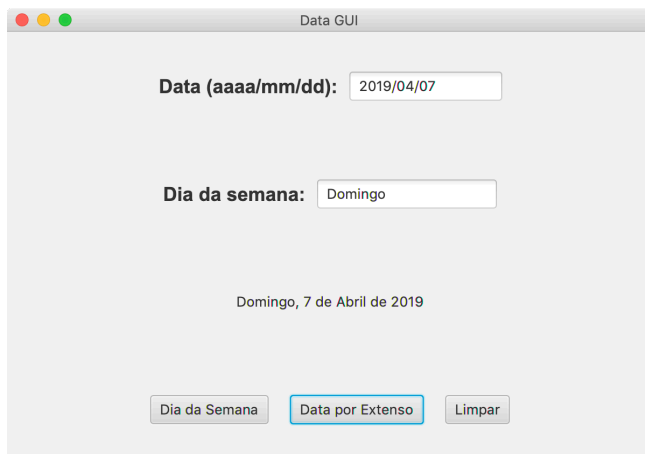 Data GUI
Data (aaaa/mm/dd): 2019/04/07
Dia da semana: Domingo
Domingo, 7 de Abril de 2019
Dia da Semana Data por Extenso Limpar